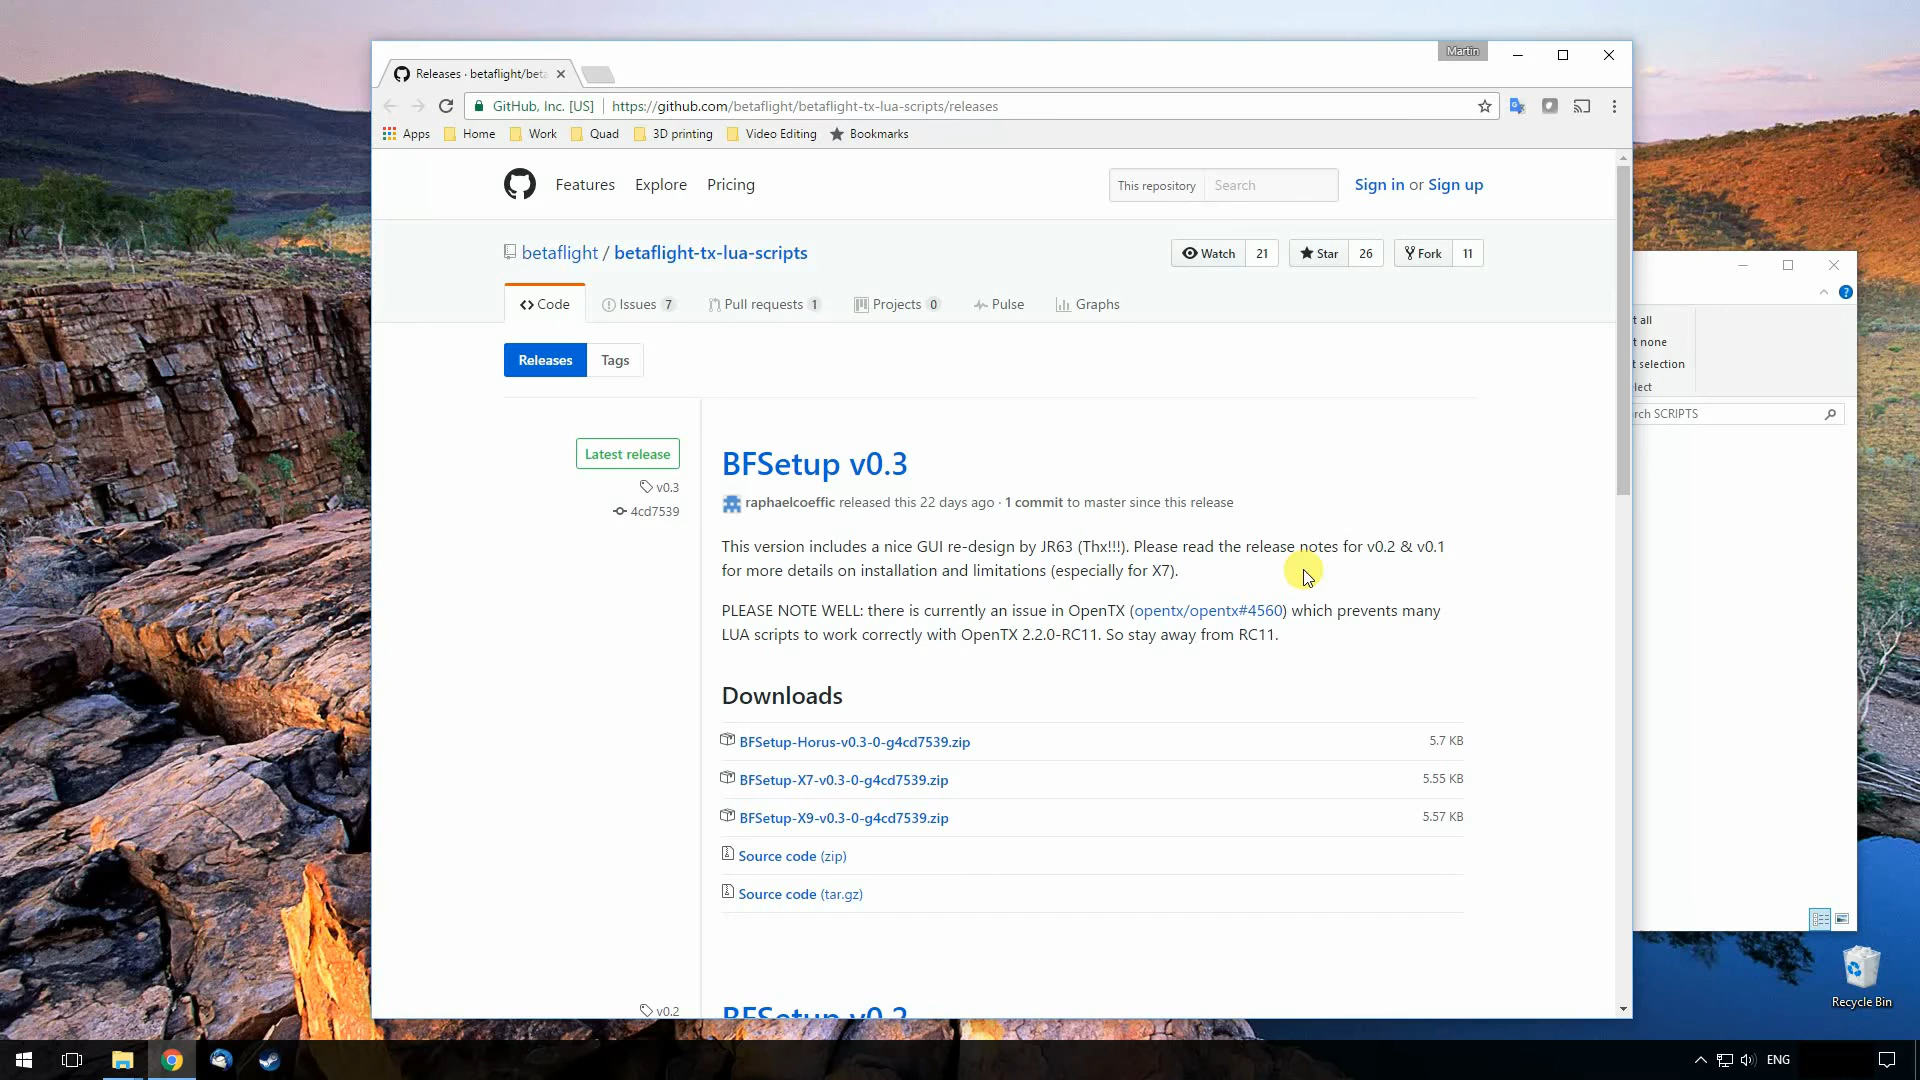 Martin
Releases · betaflight/beta
GitHub, Inc. [US] | https://github.com/betaflight/betaflight-tx-lua-scripts/releases
Apps Home Work Quad 3D printing Video Editing Bookmarks
Features Explore Pricing This repository Search Sign in or Sign up
betaflight / betaflight-tx-lua-scripts Watch 21 Star 26 Fork 11
Code Issues 7 Pull requests 1 Projects 0 Pulse Graphs
Releases Tags
Latest release
v0.3
4cd7539
BFSetup v0.3
raphaelcoeffic released this 22 days ago · 1 commit to master since this release
This version includes a nice GUI re-design by JR63 (Thx!!!). Please read the release notes for v0.2 & v0.1
for more details on installation and limitations (especially for X7).
PLEASE NOTE WELL: there is currently an issue in OpenTX (opentx/opentx#4560) which prevents many
LUA scripts to work correctly with OpenTX 2.2.0-RC11. So stay away from RC11.
Downloads
BFSetup-Horus-v0.3-0-g4cd7539.zip 5.7 KB
BFSetup-X7-v0.3-0-g4cd7539.zip 5.55 KB
BFSetup-X9-v0.3-0-g4cd7539.zip 5.57 KB
Source code (zip)
Source code (tar.gz)
v0.2
BFSetup v0.2
t all
t none
t selection
lect
rch SCRIPTS
Recycle Bin
ENG